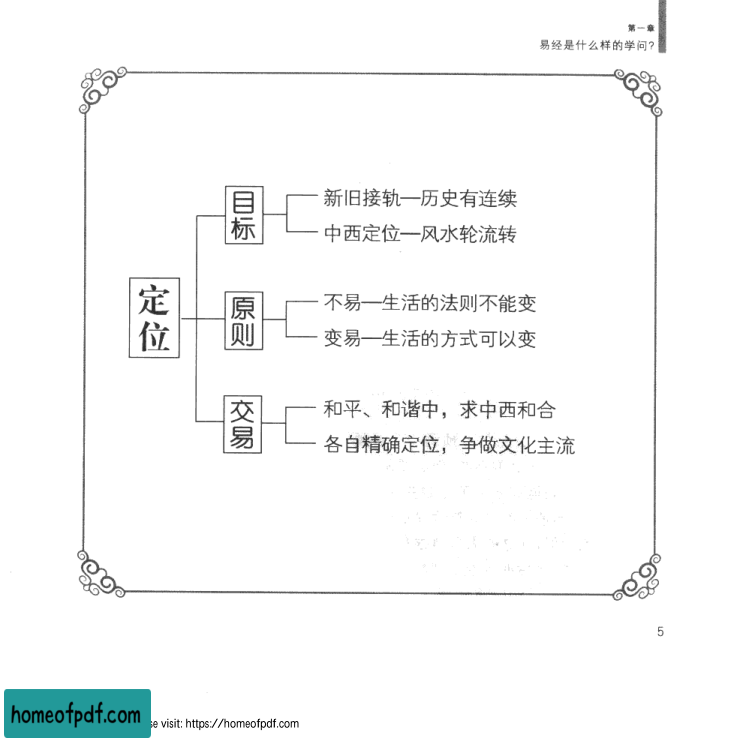 第一章
易经是什么样的学问?
目标
新旧接轨—历史有连续
中西定位—风水轮流转
定位
原则
不易—生活的法则不能变
变易—生活的方式可以变
交易
和平、和谐中，求中西和合
各自精确定位，争做文化主流
5
homeofpdf.com
visit: https://homeofpdf.com